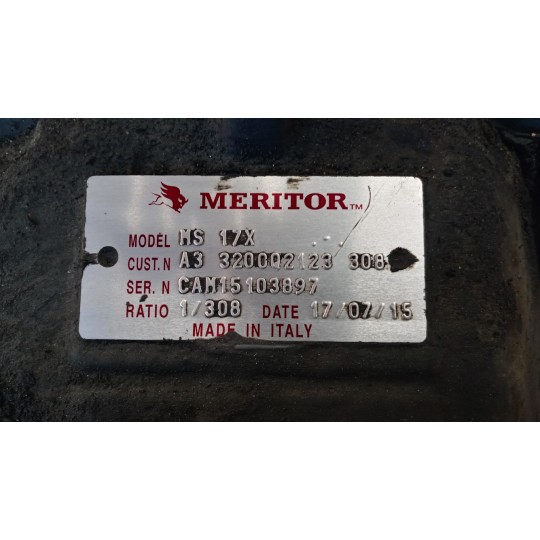 MERITOR™
MODEL MS 17X
CUST.N A3 3200Q2123 308
SER. N CAM15103897
RATIO 1/308 DATE 17/07/15
MADE IN ITALY